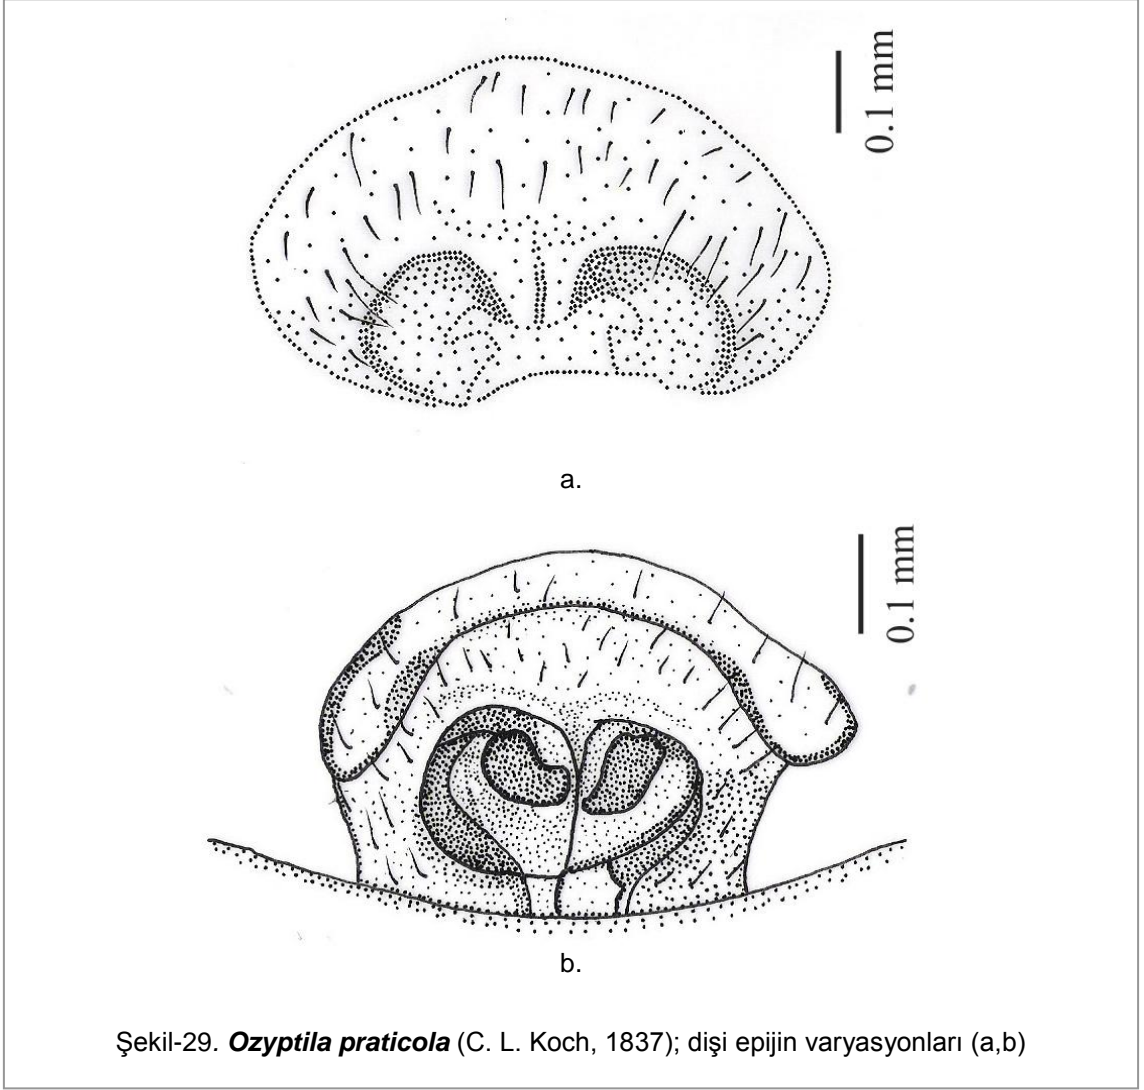 0.1 mm
a.
0.1 mm
b.
Şekil-29. Ozyptila praticola (C. L. Koch, 1837); dişi epijin varyasyonları (a,b)